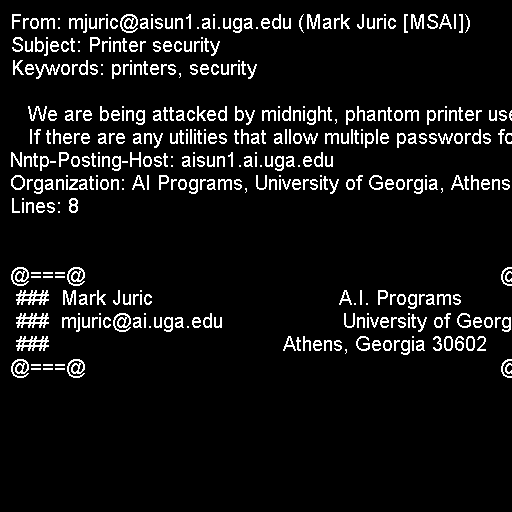 From: mjuric@aisun1.ai.uga.edu (Mark Juric [MSAI])
Subject: Printer security
Keywords: printers, security
We are being attacked by midnight, phantom printer
If there are any utilities that allow multiple passwords
Nntp-Posting-Host: aisun1.ai.uga.edu
Organization: AI Programs, University of Georgia, Athens
Lines: 8
@===@ @
### Mark Juric A.I. Programs
### mjuric@ai.uga.edu University of Georg
### Athens, Georgia 30602
@===@ @